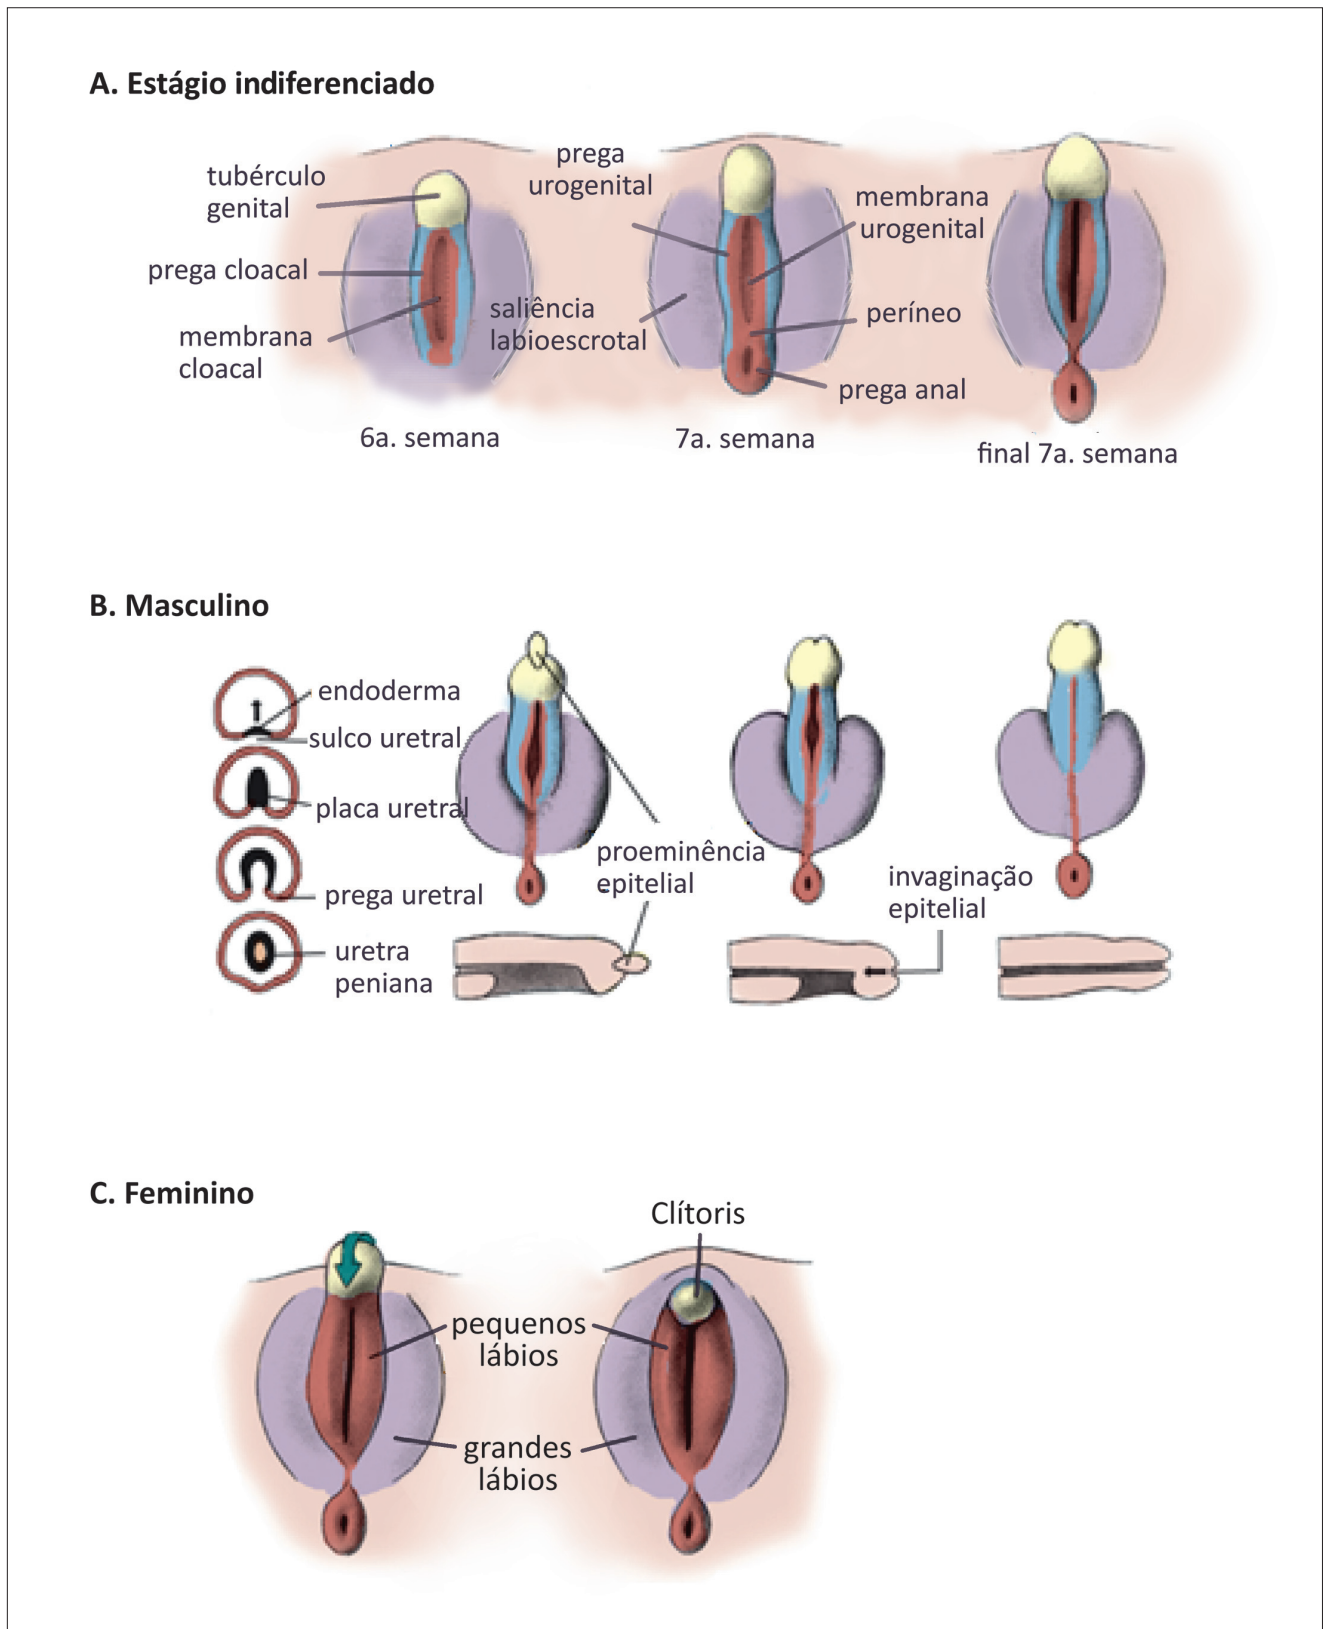 A. Estágio indiferenciado
tubérculo
genital
prega cloacal
membrana
cloacal
prega
urogenital
membrana
urogenital
saliência
labioescrotal
períneo
prega anal
6a. semana
7a. semana
final 7a. semana
B. Masculino
endoderma
sulco uretral
placa uretral
prega uretral
uretra
peniana
proeminência
epitelial
invaginação
epitelial
C. Feminino
Clítoris
pequenos
lábios
grandes
lábios